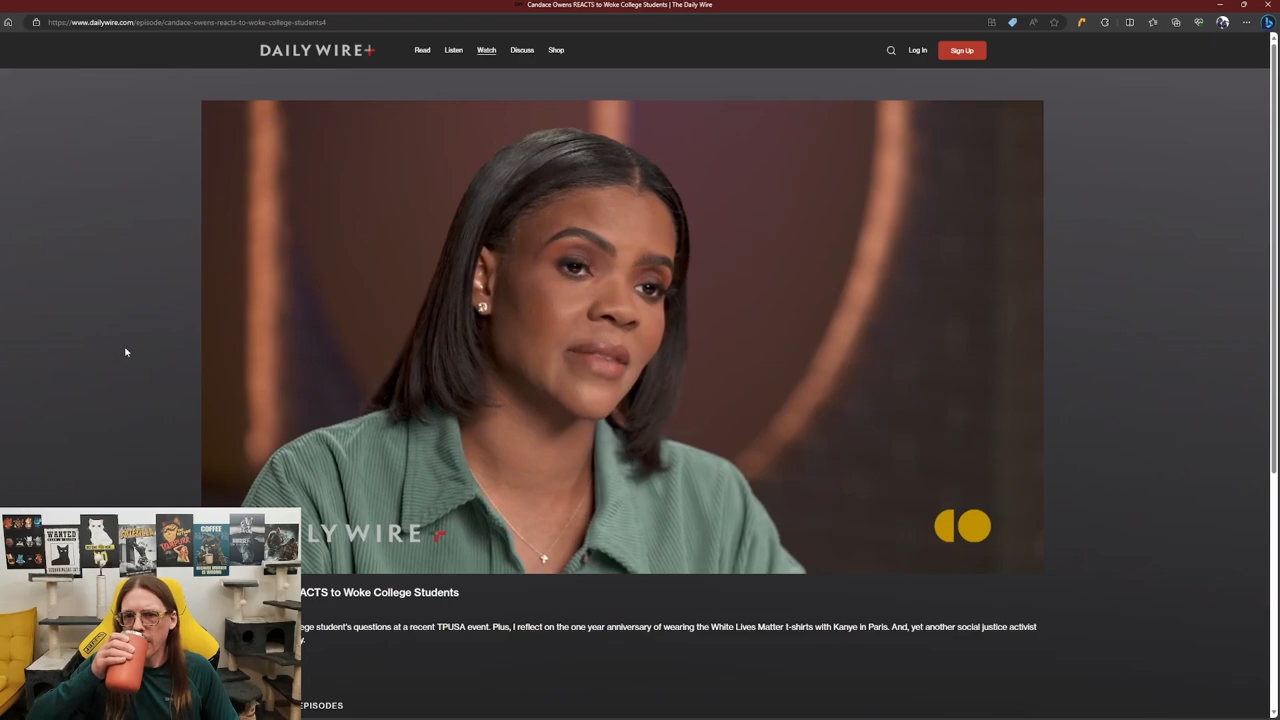 Candace Owens REACTS to Woke College Students | The Daily Wire
https://www.dailywire.com/episode/candace-owens-reacts-to-woke-college-students4
DAILYWIRE+
Read Listen Watch Discuss Shop
Log In
Sign Up
LYWIRE+
ACTS to Woke College Students
ege student's questions at a recent TPUSA event. Plus, I reflect on the one year anniversary of wearing the White Lives Matter t-shirts with Kanye in Paris. And, yet another social justice activist
y.
EPISODES
WANTED
COFFEE